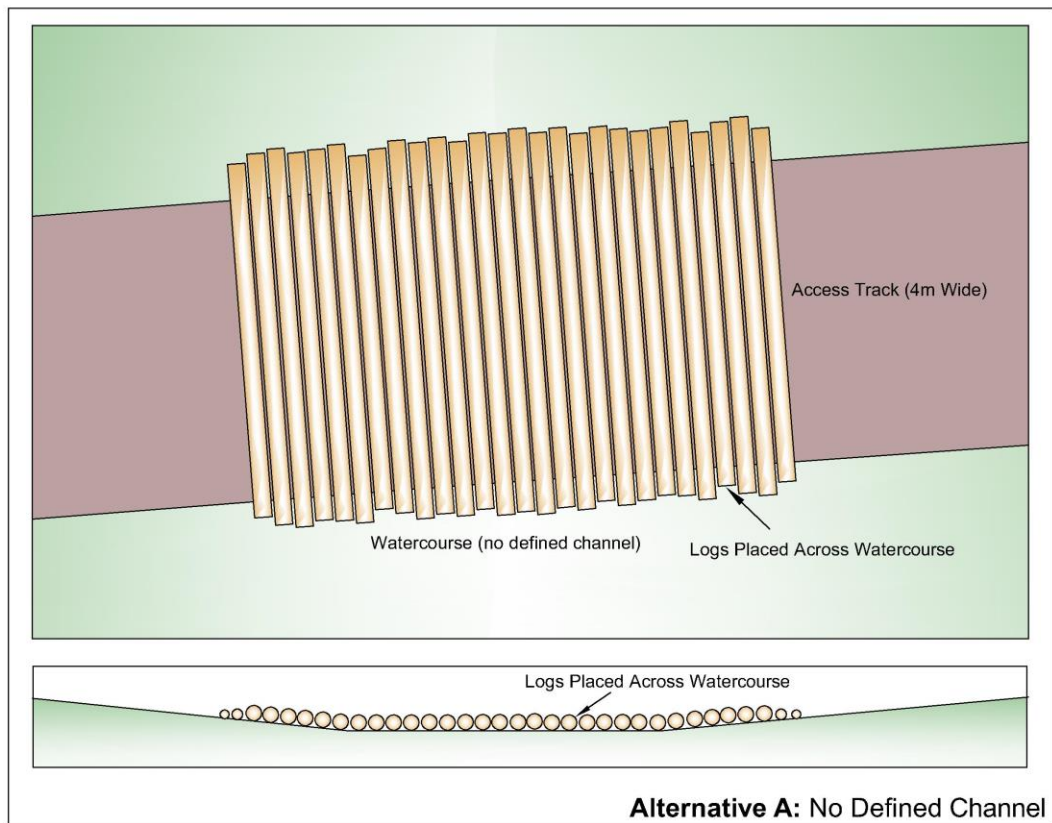 Access Track (4m Wide)
Watercourse (no defined channel)
Logs Placed Across Watercourse
Logs Placed Across Watercourse
Alternative A: No Defined Channel